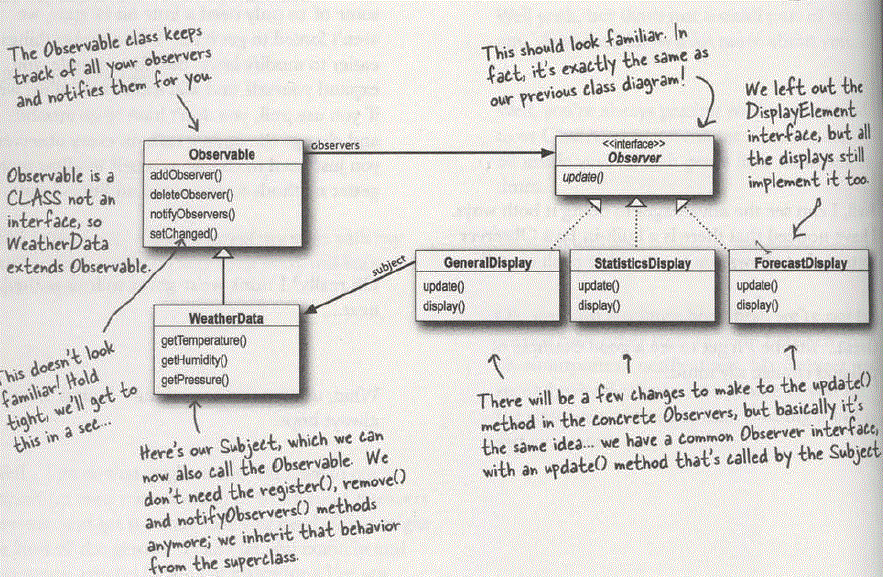 The Observable class keeps
track of all your observers
and notifies them for you.
This should look familiar. In
fact, it's exactly the same as
our previous class diagram!
We left out the
DisplayElement
interface, but all
the displays still
implement it too.
Observable is a
CLASS not an
interface, so
WeatherData
extends Observable.
Observable
addObserver()
deleteObserver()
notifyObservers()
setChanged()
observers
<<interface>>
Observer
update()
subject
GeneralDisplay
update()
display()
StatisticsDisplay
update()
display()
ForecastDisplay
update()
display()
WeatherData
getTemperature()
getHumidity()
getPressure()
This doesn't look
familiar! Hold
tight, we'll get to
this in a sec...
Here's our Subject, which we can
now also call the Observable. We
don't need the register(), remove()
and notifyObservers() methods
anymore; we inherit that behavior
from the superclass.
There will be a few changes to make to the update()
method in the concrete Observers, but basically it's
the same idea... we have a common Observer interface,
with an update() method that's called by the Subject